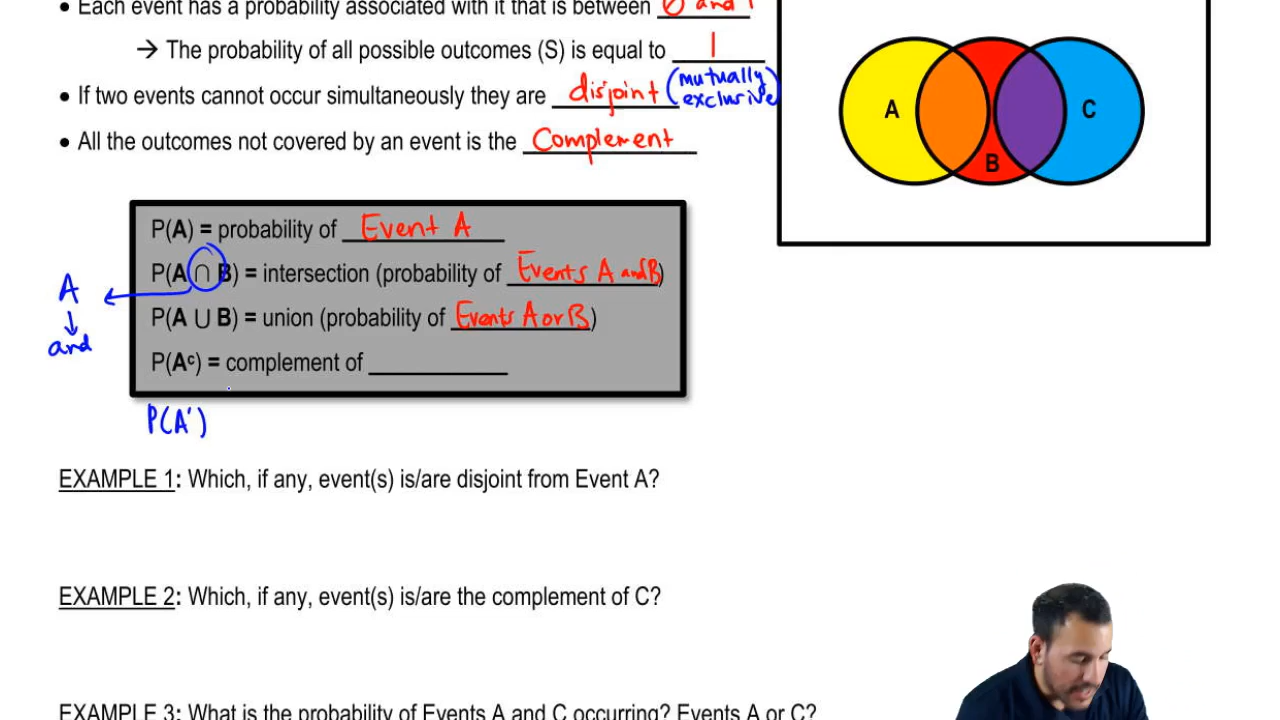 • Each event has a probability associated with it that is between 0 and 1
→ The probability of all possible outcomes (S) is equal to 1
• If two events cannot occur simultaneously they are disjoint (mutually exclusive)
• All the outcomes not covered by an event is the Complement
A
B
C
P(A) = probability of Event A
P(A ∩ B) = intersection (probability of Events A and B)
P(A ∪ B) = union (probability of Events A or B)
P(Aᶜ) = complement of ________
A
and
P(A')
EXAMPLE 1: Which, if any, event(s) is/are disjoint from Event A?
EXAMPLE 2: Which, if any, event(s) is/are the complement of C?
EXAMPLE 3: What is the probability of Events A and C occurring? Events A or C?